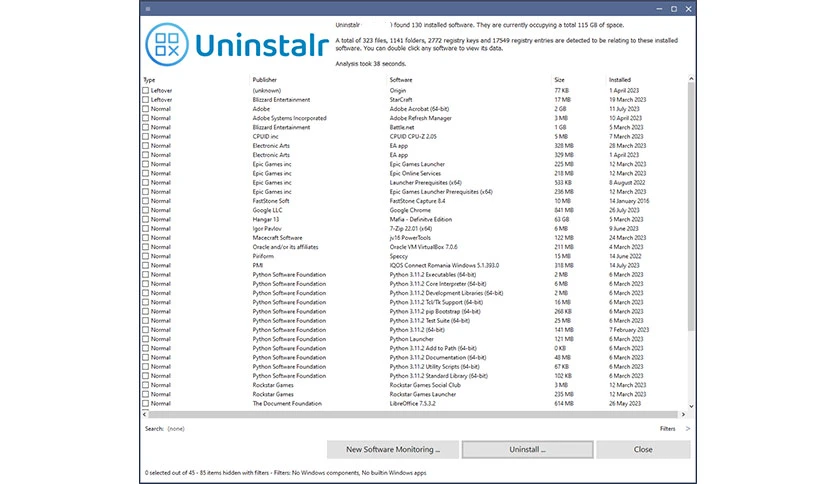 Uninstalr
Uninstalr ) found 130 installed software. They are currently occupying a total 115 GB of space.
A total of 323 files, 1141 folders, 2772 registry keys and 17549 registry entries are detected to be relating to these installed
software. You can double click any software to view its data.
Analysis took 38 seconds.
Type Publisher Software Size Installed
Leftover (unknown) Origin 77 KB 1 April 2023
Leftover Blizzard Entertainment StarCraft 17 MB 19 March 2023
Normal Adobe Adobe Acrobat (64-bit) 2 GB 11 July 2023
Normal Adobe Systems Incorporated Adobe Refresh Manager 3 MB 10 April 2023
Normal Blizzard Entertainment Battle.net 1 GB 5 March 2023
Normal CPUID inc CPUID CPU-Z 2.05 5 MB 7 March 2023
Normal Electronic Arts EA app 328 MB 28 March 2023
Normal Electronic Arts EA app 329 MB 1 April 2023
Normal Epic Games inc Epic Games Launcher 225 MB 12 March 2023
Normal Epic Games inc Epic Online Services 218 MB 12 March 2023
Normal Epic Games inc Launcher Prerequisites (x64) 533 KB 8 August 2022
Normal Epic Games inc Epic Games Launcher Prerequisites (x64) 236 MB 12 March 2023
Normal FastStone Soft FastStone Capture 8.4 10 MB 14 January 2016
Normal Google LLC Google Chrome 841 MB 26 July 2023
Normal Hangar 13 Mafia - Definitve Edition 63 GB 5 March 2023
Normal Igor Pavlov 7-Zip 22.01 (x64) 6 MB 9 June 2023
Normal Macecraft Software jv16 PowerTools 122 MB 24 March 2023
Normal Oracle and/or its affiliates Oracle VM VirtualBox 7.0.6 211 MB 4 March 2023
Normal Piriform Speccy 15 MB 14 June 2022
Normal PMI IQOS Connect Romania Windows 5.1.393.0 318 MB 14 July 2023
Normal Python Software Foundation Python 3.11.2 Executables (64-bit) 2 MB 6 March 2023
Normal Python Software Foundation Python 3.11.2 Core Interpreter (64-bit) 6 MB 6 March 2023
Normal Python Software Foundation Python 3.11.2 Development Libraries (64-bit) 2 MB 6 March 2023
Normal Python Software Foundation Python 3.11.2 Tcl/Tk Support (64-bit) 16 MB 6 March 2023
Normal Python Software Foundation Python 3.11.2 pip Bootstrap (64-bit) 268 KB 6 March 2023
Normal Python Software Foundation Python 3.11.2 Test Suite (64-bit) 25 MB 6 March 2023
Normal Python Software Foundation Python 3.11.2 (64-bit) 141 MB 7 February 2023
Normal Python Software Foundation Python Launcher 121 MB 6 March 2023
Normal Python Software Foundation Python 3.11.2 Add to Path (64-bit) 0 KB 6 March 2023
Normal Python Software Foundation Python 3.11.2 Documentation (64-bit) 48 MB 6 March 2023
Normal Python Software Foundation Python 3.11.2 Utility Scripts (64-bit) 67 KB 6 March 2023
Normal Python Software Foundation Python 3.11.2 Standard Library (64-bit) 102 KB 6 March 2023
Normal Rockstar Games Rockstar Games Social Club 3 MB 12 March 2023
Normal Rockstar Games Rockstar Games Launcher 235 MB 12 March 2023
Normal The Document Foundation LibreOffice 7.5.3.2 614 MB 26 May 2023
Search: (none) Filters >
New Software Monitoring ... Uninstall ... Close
0 selected out of 45 - 85 items hidden with filters - Filters: No Windows components, No builtin Windows apps